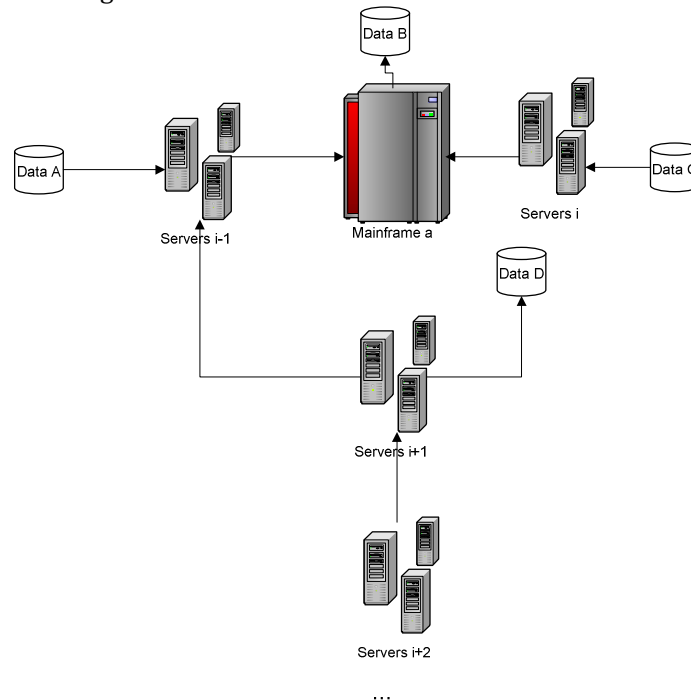 Data B
Data A
Servers i-1
Mainframe a
Servers i
Data
Data D
Servers i+1
Servers i+2
...